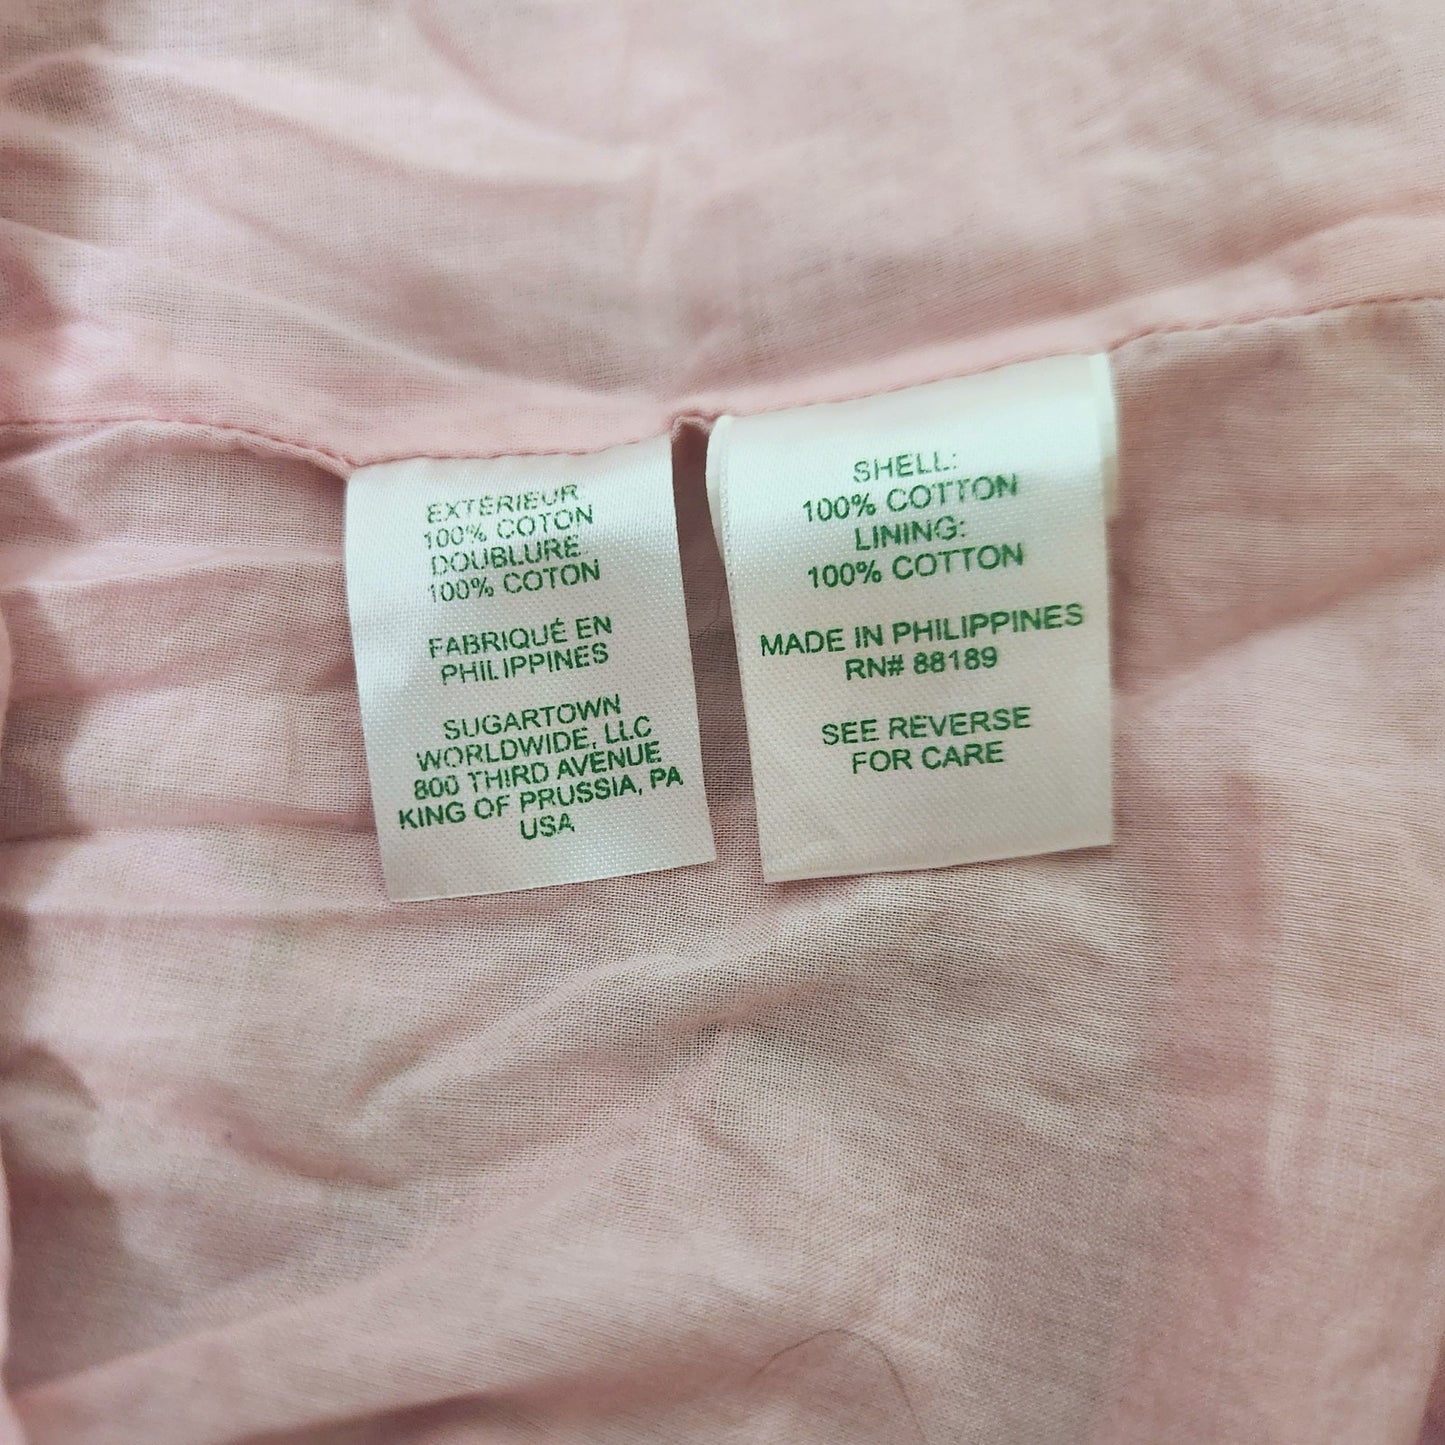 EXTÉRIEUR
100% COTON
DOUBLURE
100% COTON
FABRIQUÉ EN
PHILIPPINES
SUGARTOWN
WORLDWIDE, LLC
800 THIRD AVENUE
KING OF PRUSSIA, PA
USA
SHELL:
100% COTTON
LINING:
100% COTTON
MADE IN PHILIPPINES
RN# 88189
SEE REVERSE
FOR CARE